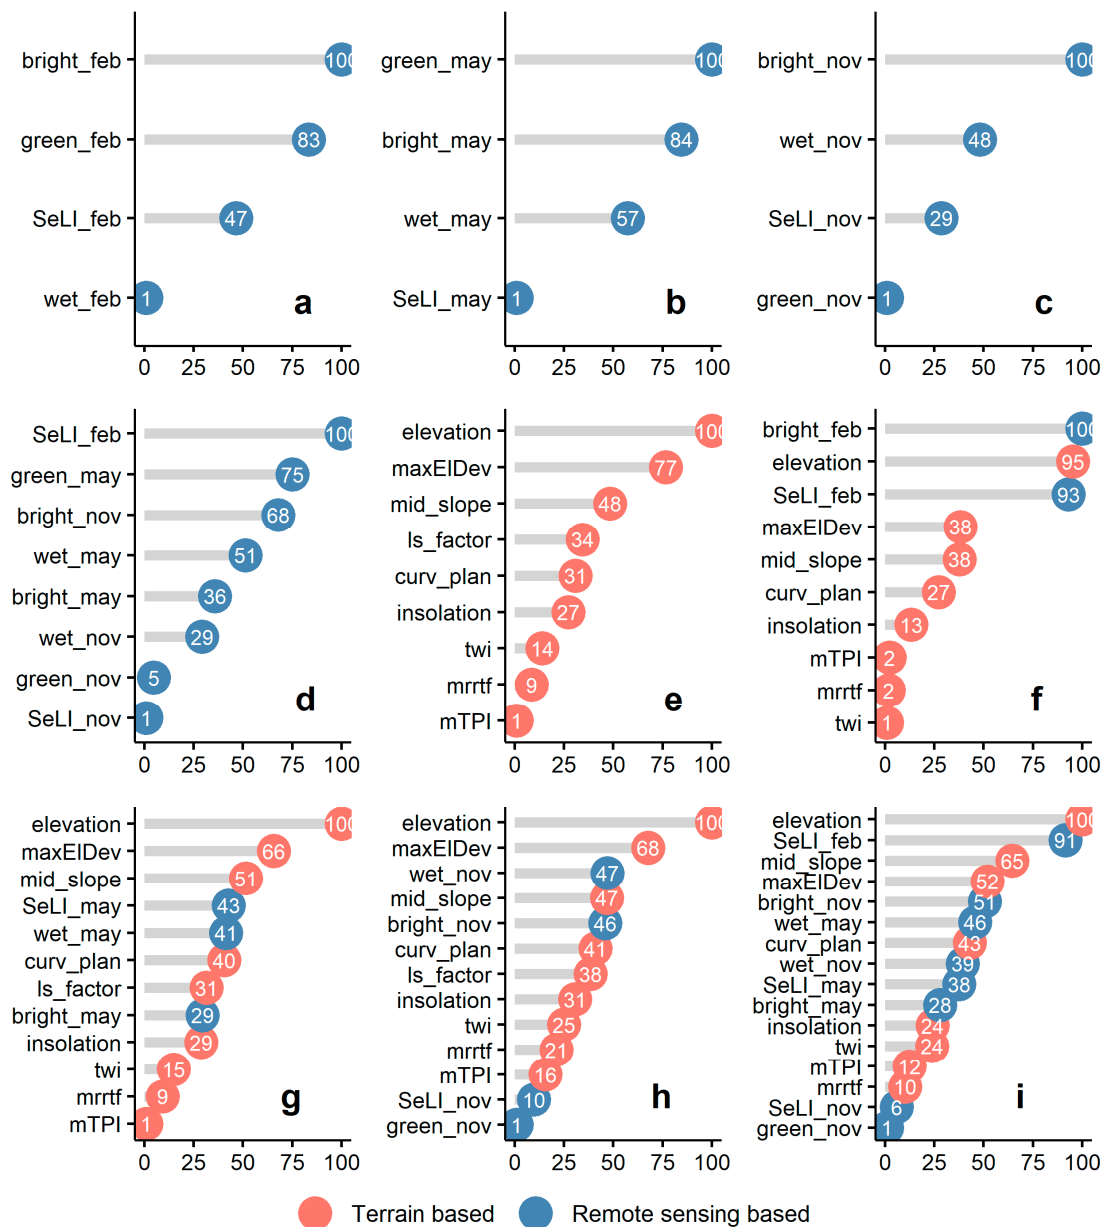 bright_feb 100
green_feb 83
SeLI_feb 47
wet_feb 1
a
0 25 50 75 100
green_may 100
bright_may 84
wet_may 57
SeLI_may 1
b
0 25 50 75 100
bright_nov 100
wet_nov 48
SeLI_nov 29
green_nov 1
c
0 25 50 75 100
SeLI_feb 100
green_may 75
bright_nov 68
wet_may 51
bright_may 36
wet_nov 29
green_nov 5
SeLI_nov 1
d
0 25 50 75 100
elevation 100
maxElDev 77
mid_slope 48
ls_factor 34
curv_plan 31
insolation 27
twi 14
mrrtf 9
mTPI 1
e
0 25 50 75 100
bright_feb 100
elevation 95
SeLI_feb 93
maxElDev 38
mid_slope 38
curv_plan 27
insolation 13
mTPI 2
mrrtf 2
twi 1
f
0 25 50 75 100
elevation 100
maxElDev 66
mid_slope 51
SeLI_may 43
wet_may 41
curv_plan 40
ls_factor 31
bright_may 29
insolation 29
twi 15
mrrtf 9
mTPI 1
g
0 25 50 75 100
elevation 100
maxElDev 68
wet_nov 47
mid_slope 47
bright_nov 46
curv_plan 41
ls_factor 38
insolation 31
twi 25
mrrtf 21
mTPI 16
SeLI_nov 10
green_nov 1
h
0 25 50 75 100
elevation 100
SeLI_feb 91
mid_slope 65
maxElDev 52
bright_nov 51
wet_may 46
curv_plan 43
wet_nov 39
SeLI_may 38
bright_may 28
insolation 24
twi 24
mTPI 12
mrrtf 10
SeLI_nov 6
green_nov 1
i
0 25 50 75 100
Terrain based Remote sensing based